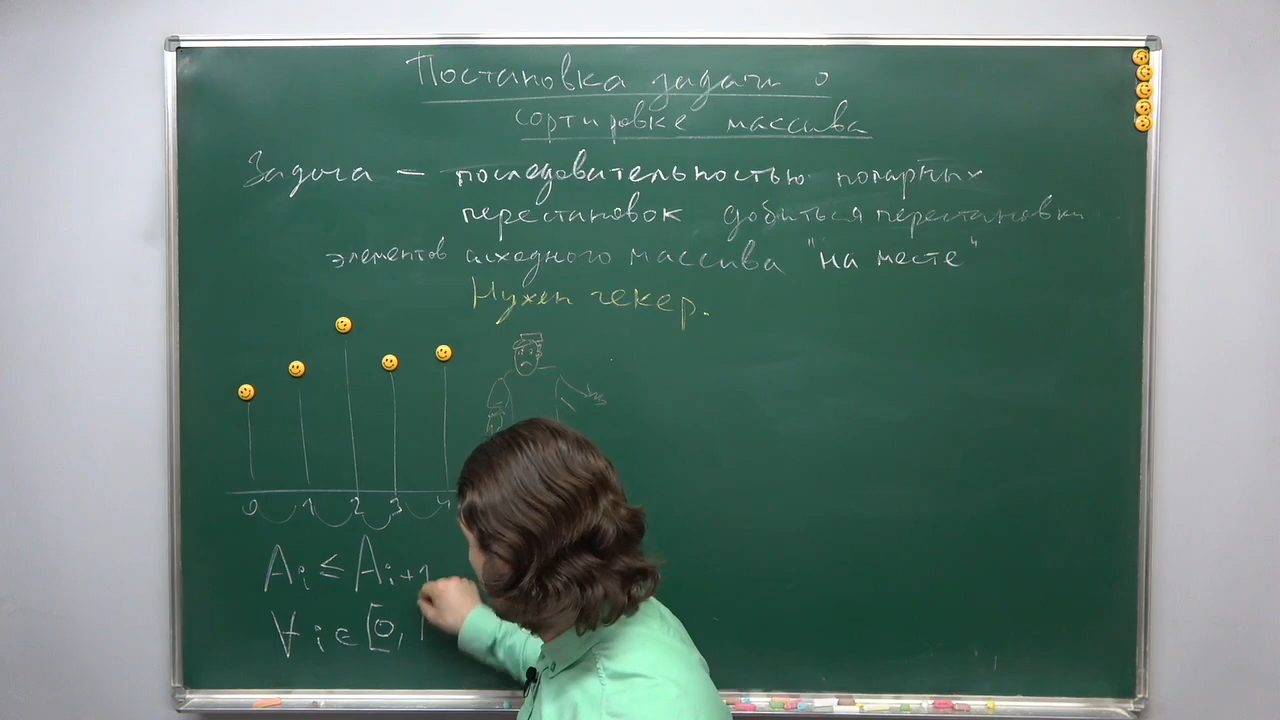 Постановка задачи о
сортировке массива
Задача — последовательностью попарных
перестановок добиться перестановки
элементов исходного массива "на месте"
Нужен чекер.
0 1 2 3 4
Aᵢ ≤ Aᵢ₊₁
∀ i ∈ [0,